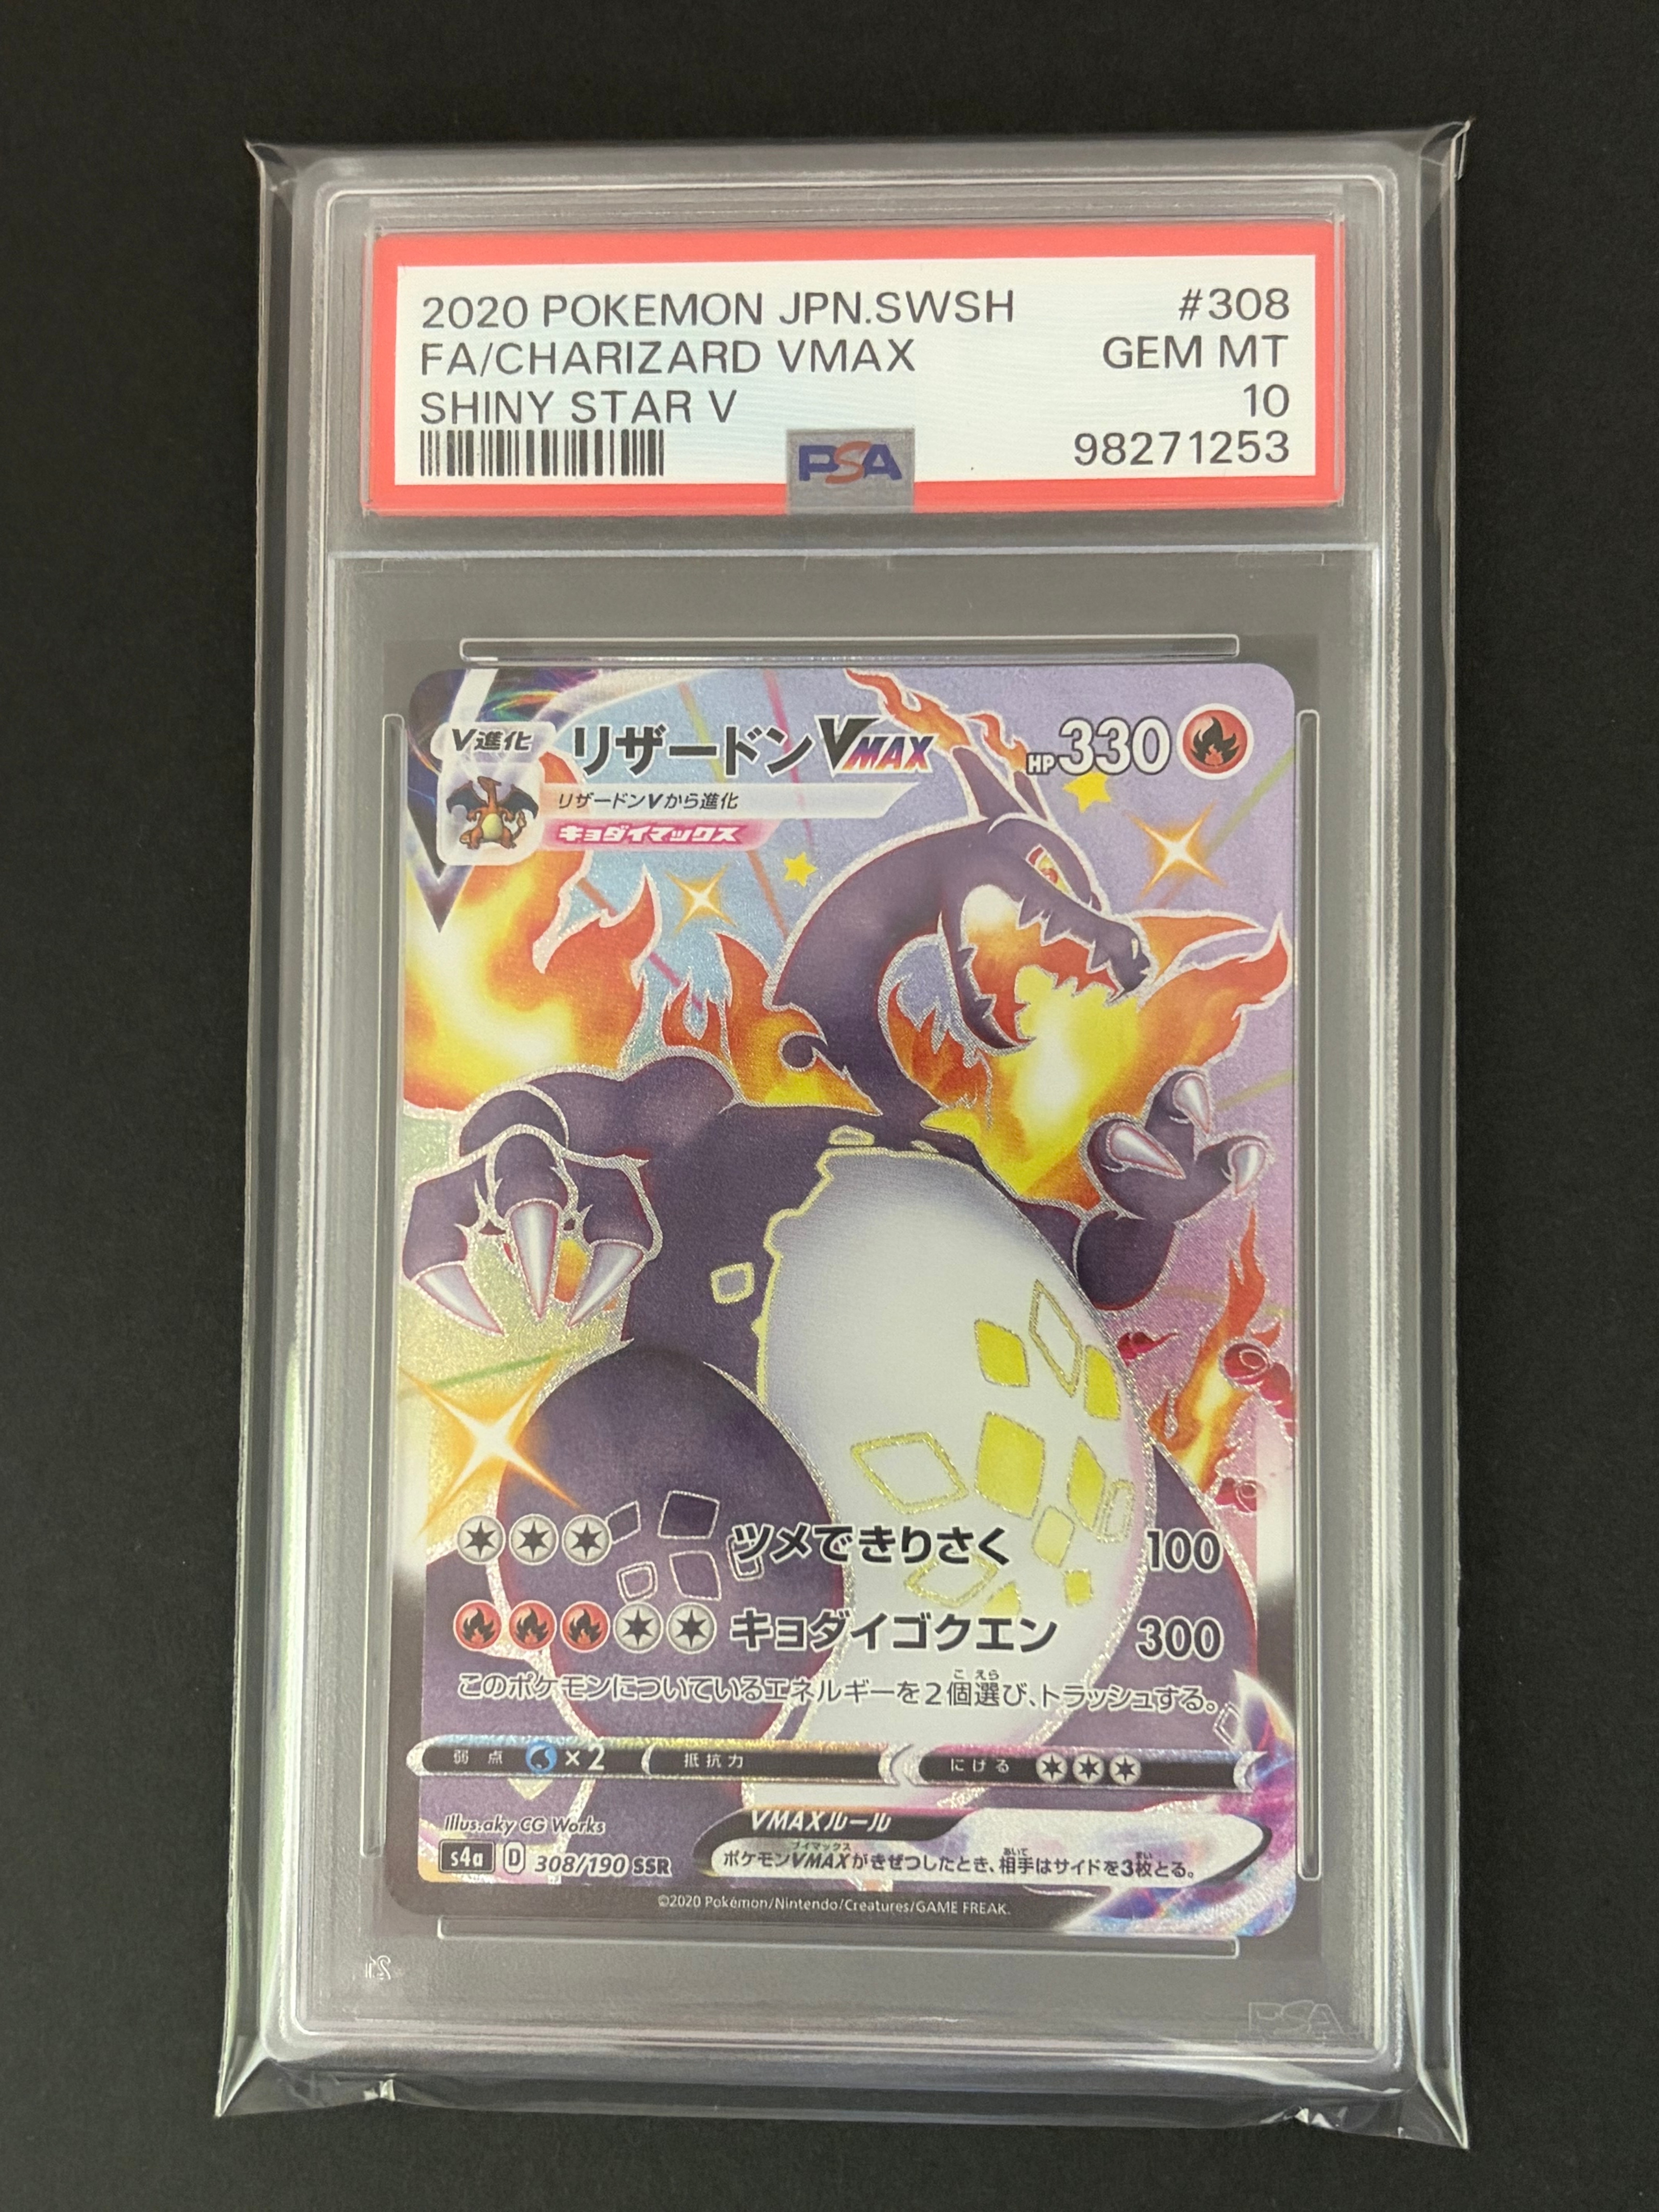 2020 POKEMON JPN.SWSH #308
FA/CHARIZARD VMAX GEM MT
SHINY STAR V 10
PSA 98271253
V進化 リザードンVMAX HP330
リザードンVから進化
キョダイマックス
ツメできりさく 100
キョダイゴクエン 300
このポケモンについているエネルギーを2個選び、トラッシュする。
弱点 ×2 抵抗力 にげる
Illus.aky CG Works
VMAXルール
s4a D 308/190 SSR
ポケモンVMAXがきぜつしたとき、相手はサイドを3枚とる。
©2020 Pokémon/Nintendo/Creatures/GAME FREAK.
PSA